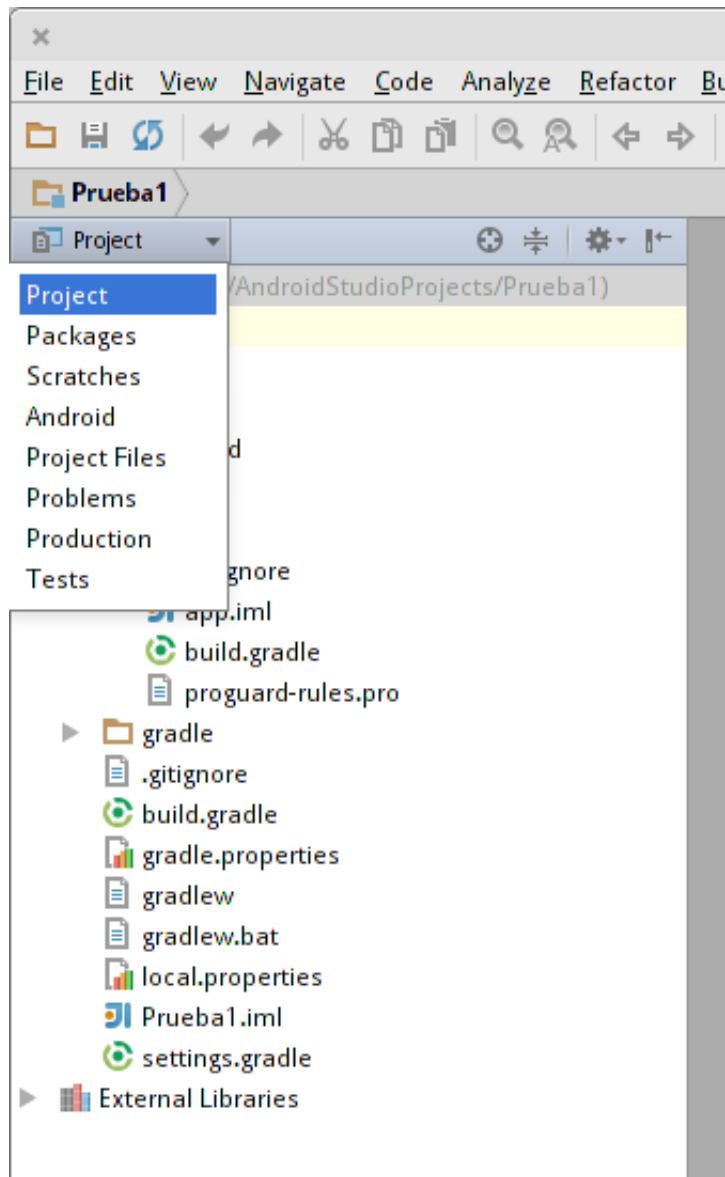 File Edit View Navigate Code Analyze Refactor Bu
Prueba1
Project
Project /AndroidStudioProjects/Prueba1)
Packages
Scratches
Android
Project Files d
Problems
Production
Tests gnore
app.iml
build.gradle
proguard-rules.pro
gradle
.gitignore
build.gradle
gradle.properties
gradlew
gradlew.bat
local.properties
Prueba1.iml
settings.gradle
External Libraries